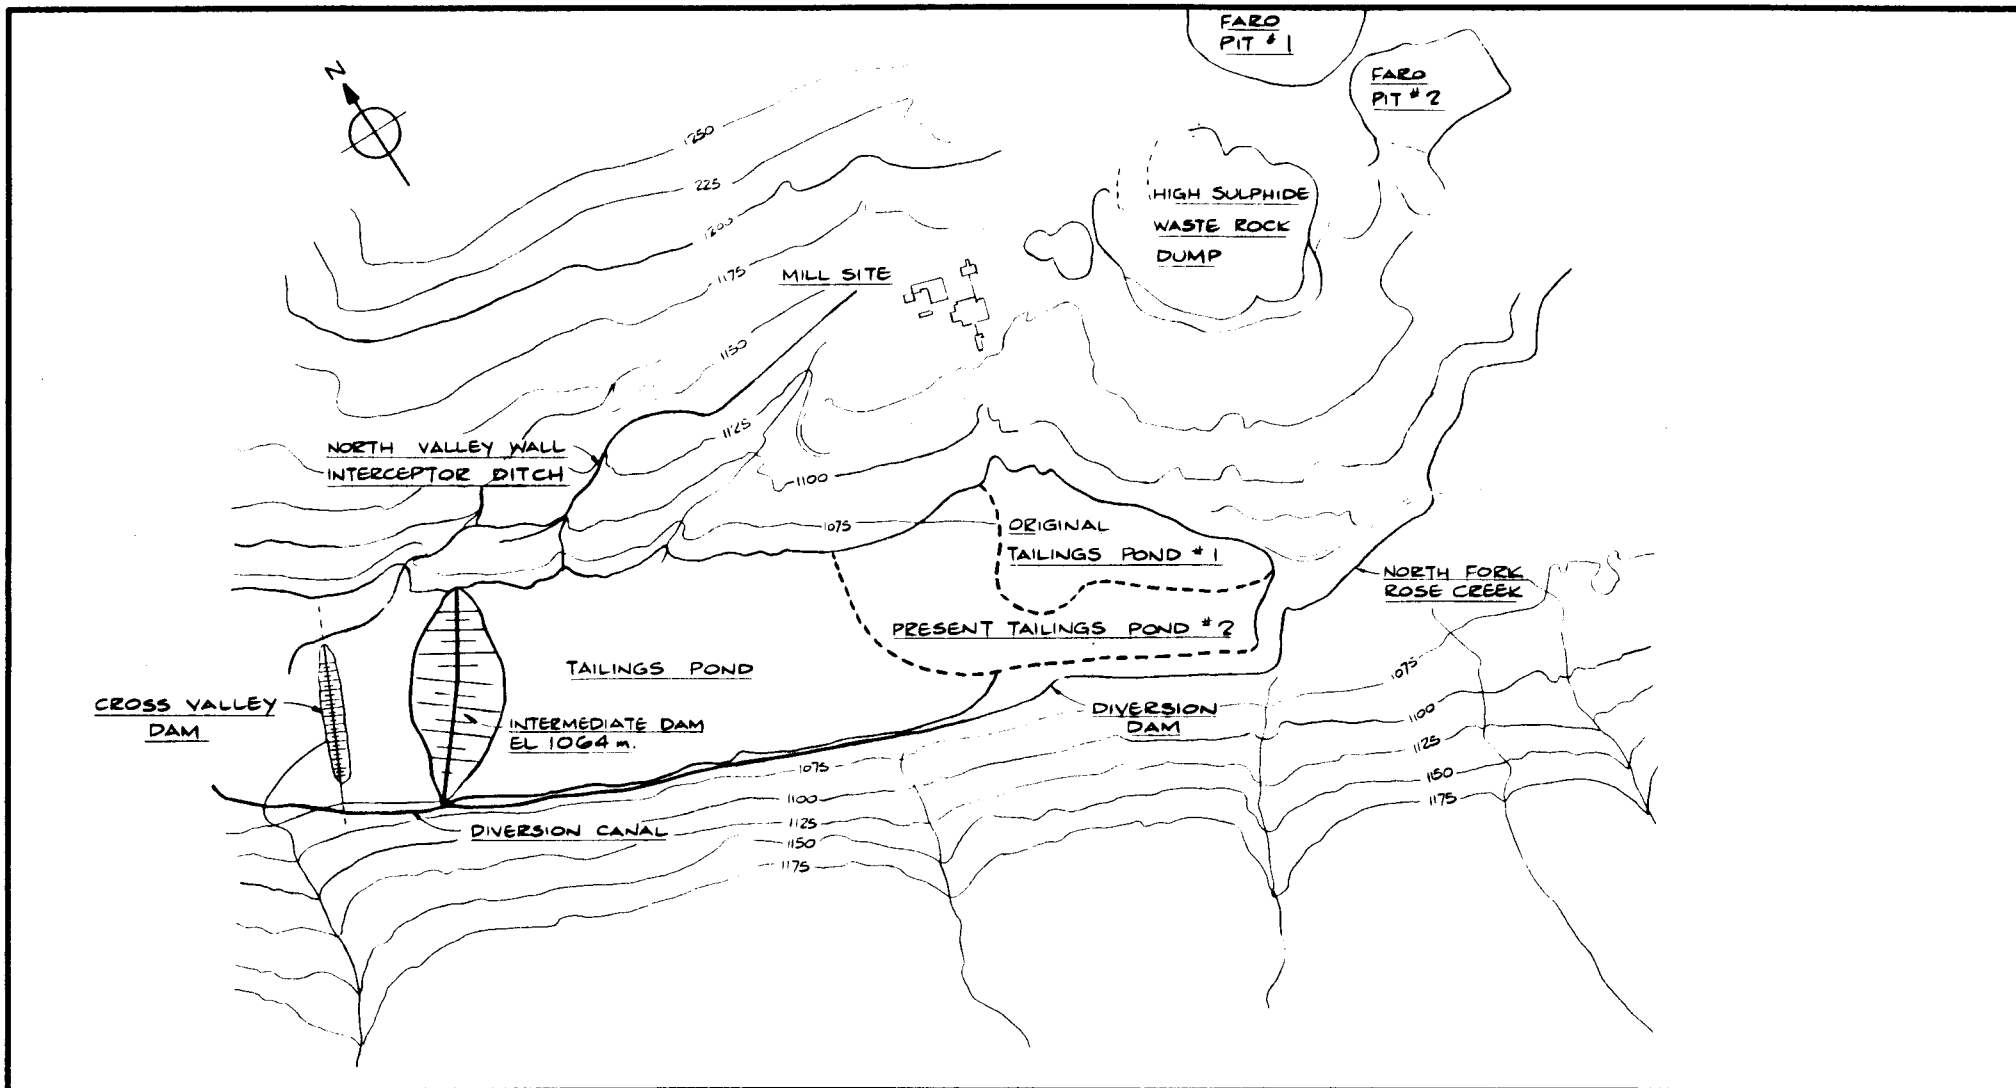 FARO
PIT #1
FARO
PIT #2
N
1250
225
1200
1175
HIGH SULPHIDE
WASTE ROCK
DUMP
MILL SITE
1150
1125
NORTH VALLEY WALL
INTERCEPTOR DITCH
1100
1075
ORIGINAL
TAILINGS POND #1
NORTH FORK
ROSE CREEK
PRESENT TAILINGS POND #2
TAILINGS POND
1075
CROSS VALLEY
DAM
INTERMEDIATE DAM
EL 1064 m.
DIVERSION
DAM
1100
1125
1150
1175
1075
1100
1125
1150
1175
DIVERSION CANAL